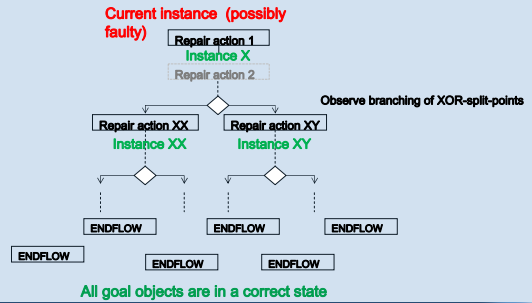 Current instance (possibly
faulty)
Repair action 1
Instance X
Repair action 2
Observe branching of XOR-split-points
Repair action XX
Repair action XY
Instance XX
Instance XY
ENDFLOW
ENDFLOW
ENDFLOW
ENDFLOW
ENDFLOW
ENDFLOW
All goal objects are in a correct state